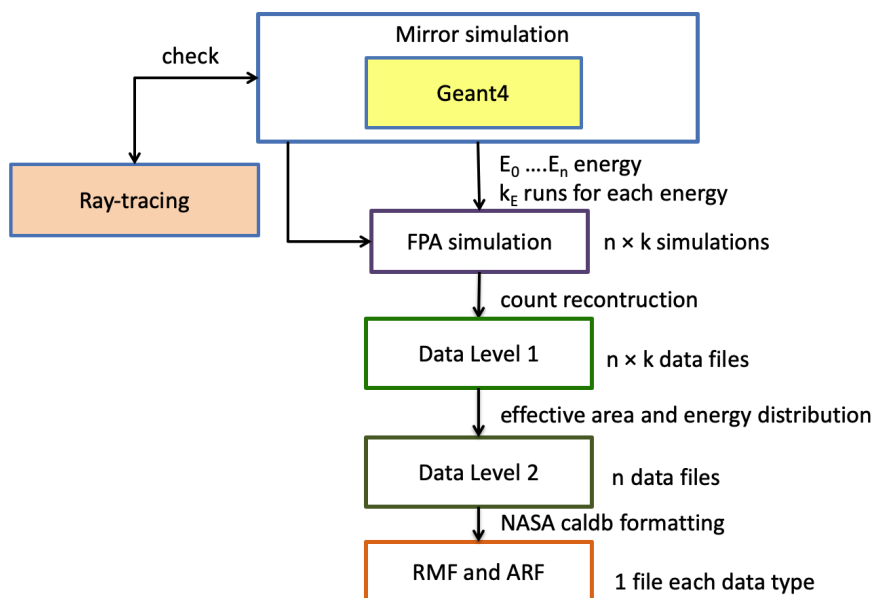 Mirror simulation
check
Geant4
E₀ ....Eₙ energy
k_E runs for each energy
Ray-tracing
FPA simulation
n × k simulations
count recontruction
Data Level 1
n × k data files
effective area and energy distribution
Data Level 2
n data files
NASA caldb formatting
RMF and ARF
1 file each data type